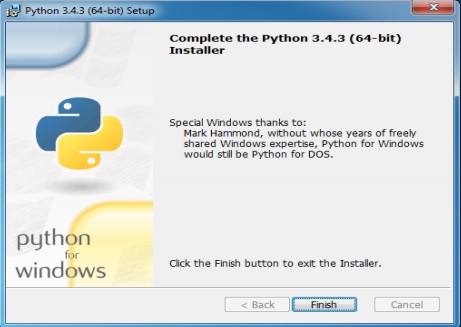 Python 3.4.3 (64-bit) Setup
Complete the Python 3.4.3 (64-bit)
Installer
Special Windows thanks to:
Mark Hammond, without whose years of freely
shared Windows expertise, Python for Windows
would still be Python for DOS.
python
for
windows
Click the Finish button to exit the Installer.
< Back
Finish
Cancel